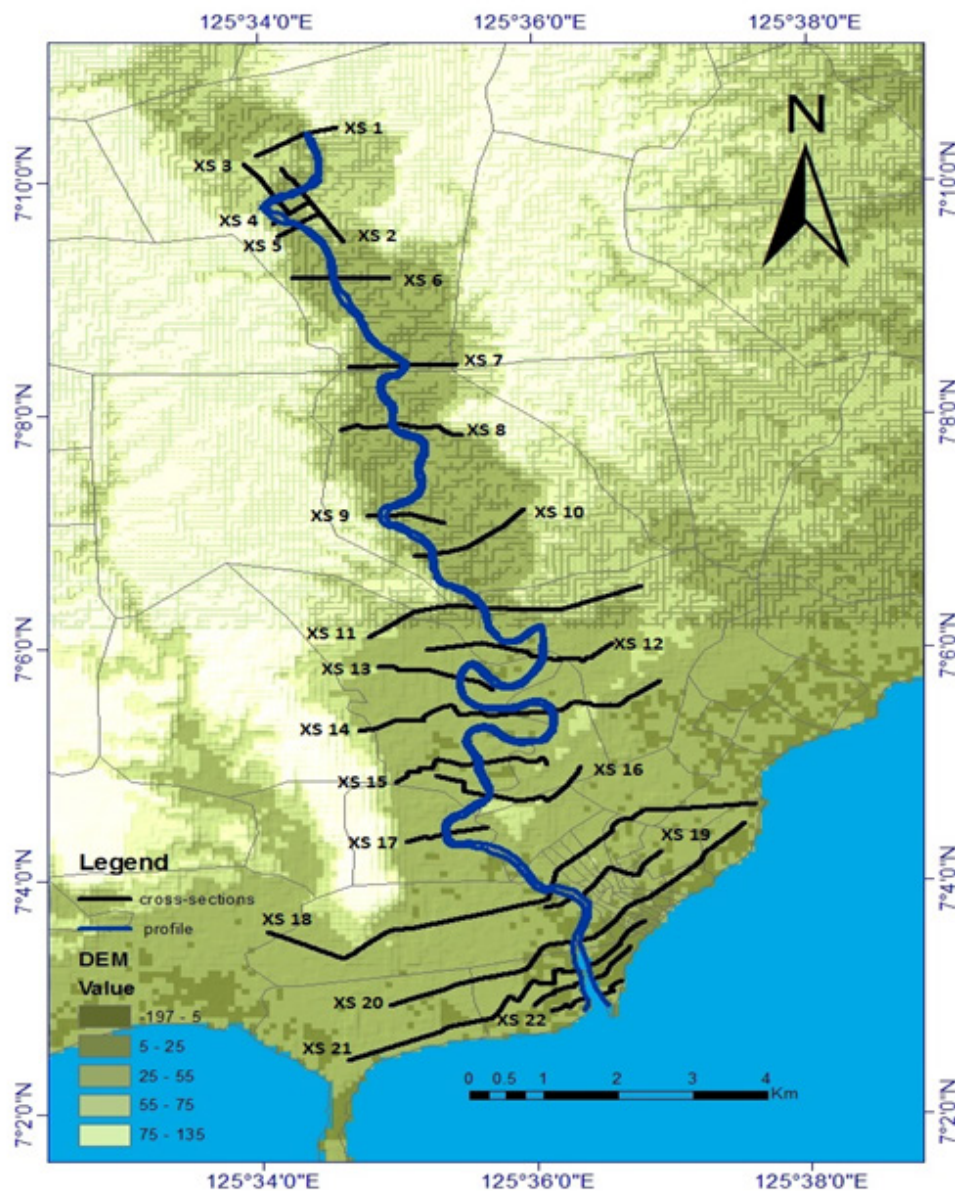 125°34'0"E 125°36'0"E 125°38'0"E
N
XS 1
XS 3
7°10'0"N 7°10'0"N
XS 4
XS 2
XS 5
XS 6
XS 7
7°8'0"N 7°8'0"N
XS 8
XS 9 XS 10
XS 11
XS 12
7°6'0"N 7°6'0"N
XS 13
XS 14
XS 15 XS 16
XS 17 XS 19
Legend
7°4'0"N 7°4'0"N
cross-sections
XS 18
profile
DEM
Value
XS 20
-197 - 5
XS 22
5 - 25
XS 21
25 - 55
0 0.5 1 2 3 4
Km
55 - 75
7°2'0"N 7°2'0"N
75 - 135
125°34'0"E 125°36'0"E 125°38'0"E